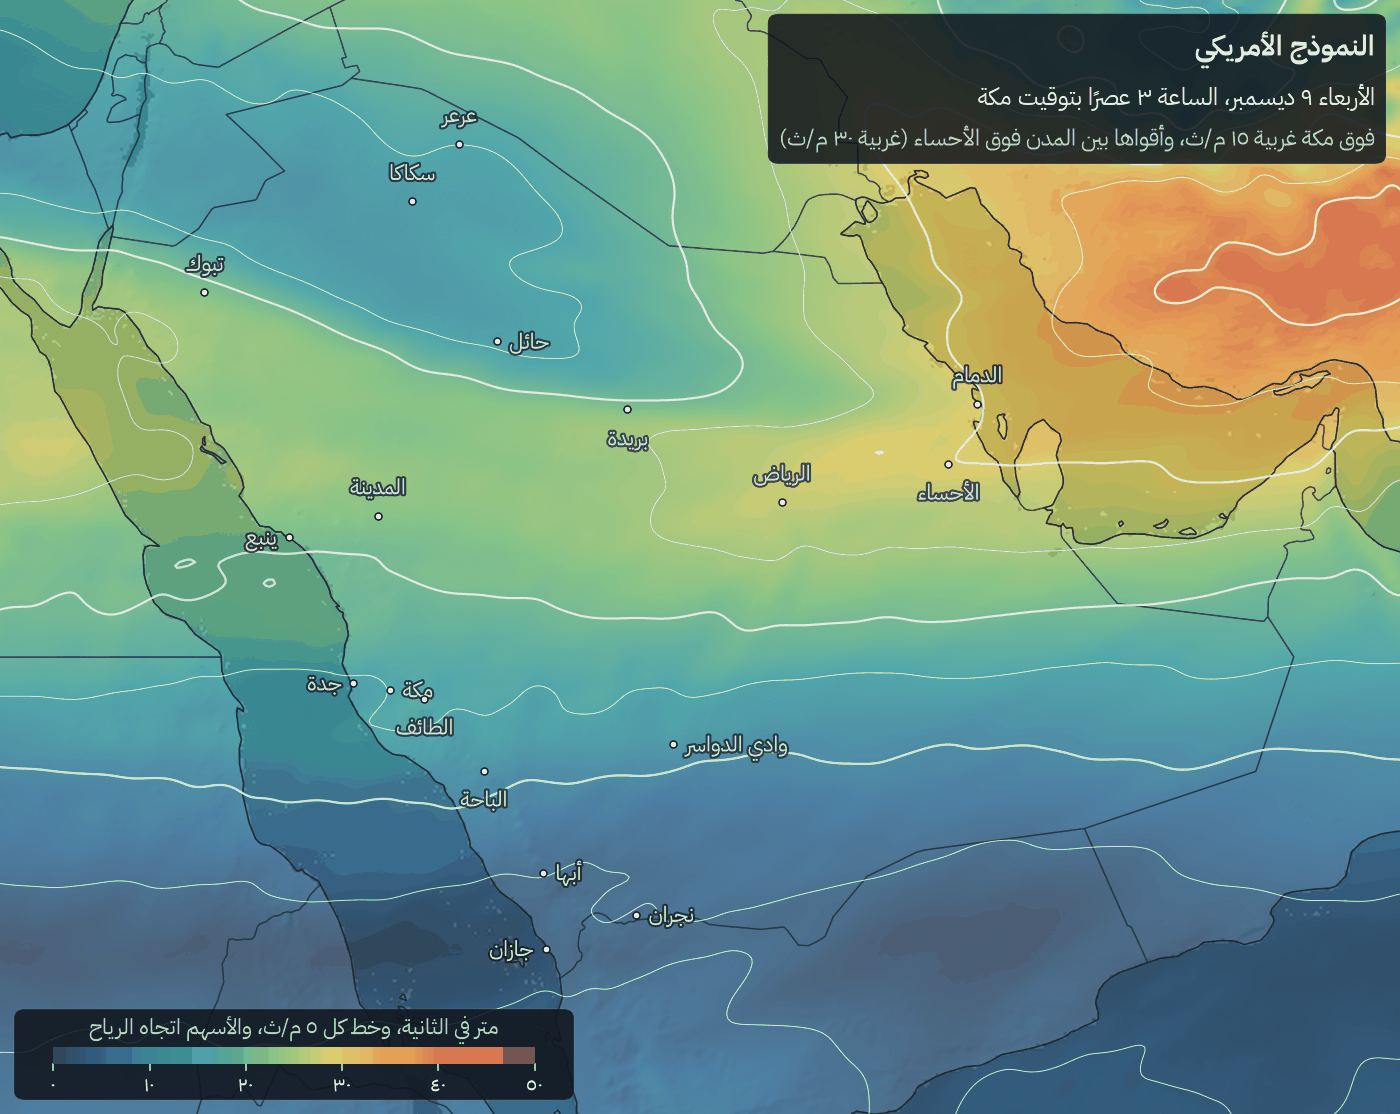 النموذج الأمريكي
الأربعاء ٩ ديسمبر، الساعة ٣ عصرًا بتوقيت مكة
فوق مكة غربية ١٥ م/ث، وأقواها بين المدن فوق الأحساء (غربية ٣٠ م/ث)
عرعر
سكاكا
تبوك
حائل
الدمام
بريدة
الرياض
الأحساء
المدينة
ينبع
جدة
مكة
الطائف
وادي الدواسر
الباحة
أبها
نجران
جازان
متر في الثانية، وخط كل ٥ م/ث، والأسهم اتجاه الرياح
٠ ١٠ ٢٠ ٣٠ ٤٠ ٥٠